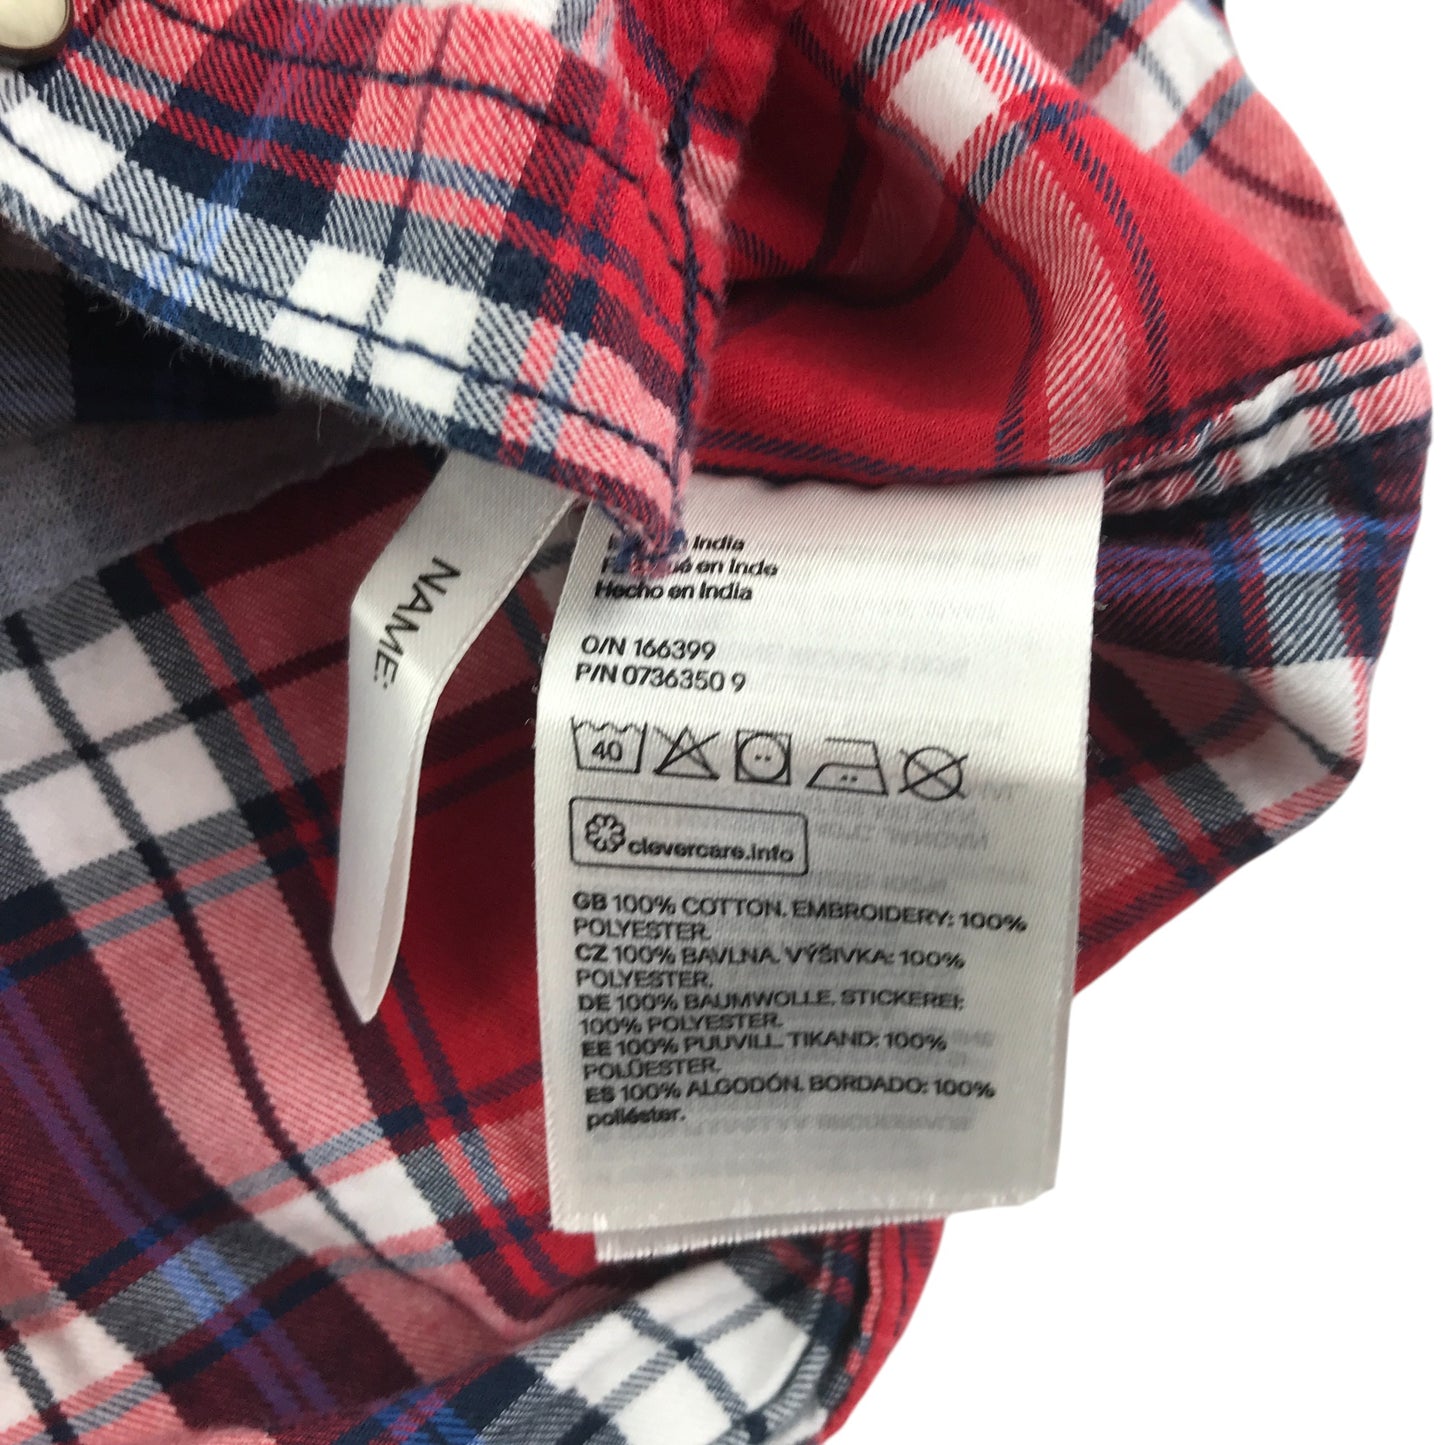 NAME:
India
en Inde
Hecho en India
O/N 166399
P/N 0736350 9
40
clevercare.info
GB 100% COTTON. EMBROIDERY: 100%
POLYESTER.
CZ 100% BAVLNA. VÝŠIVKA: 100%
POLYESTER.
DE 100% BAUMWOLLE. STICKEREI:
100% POLYESTER.
EE 100% PUUVILL. TIKAND: 100%
POLÜESTER.
ES 100% ALGODÓN. BORDADO: 100%
poliéster.